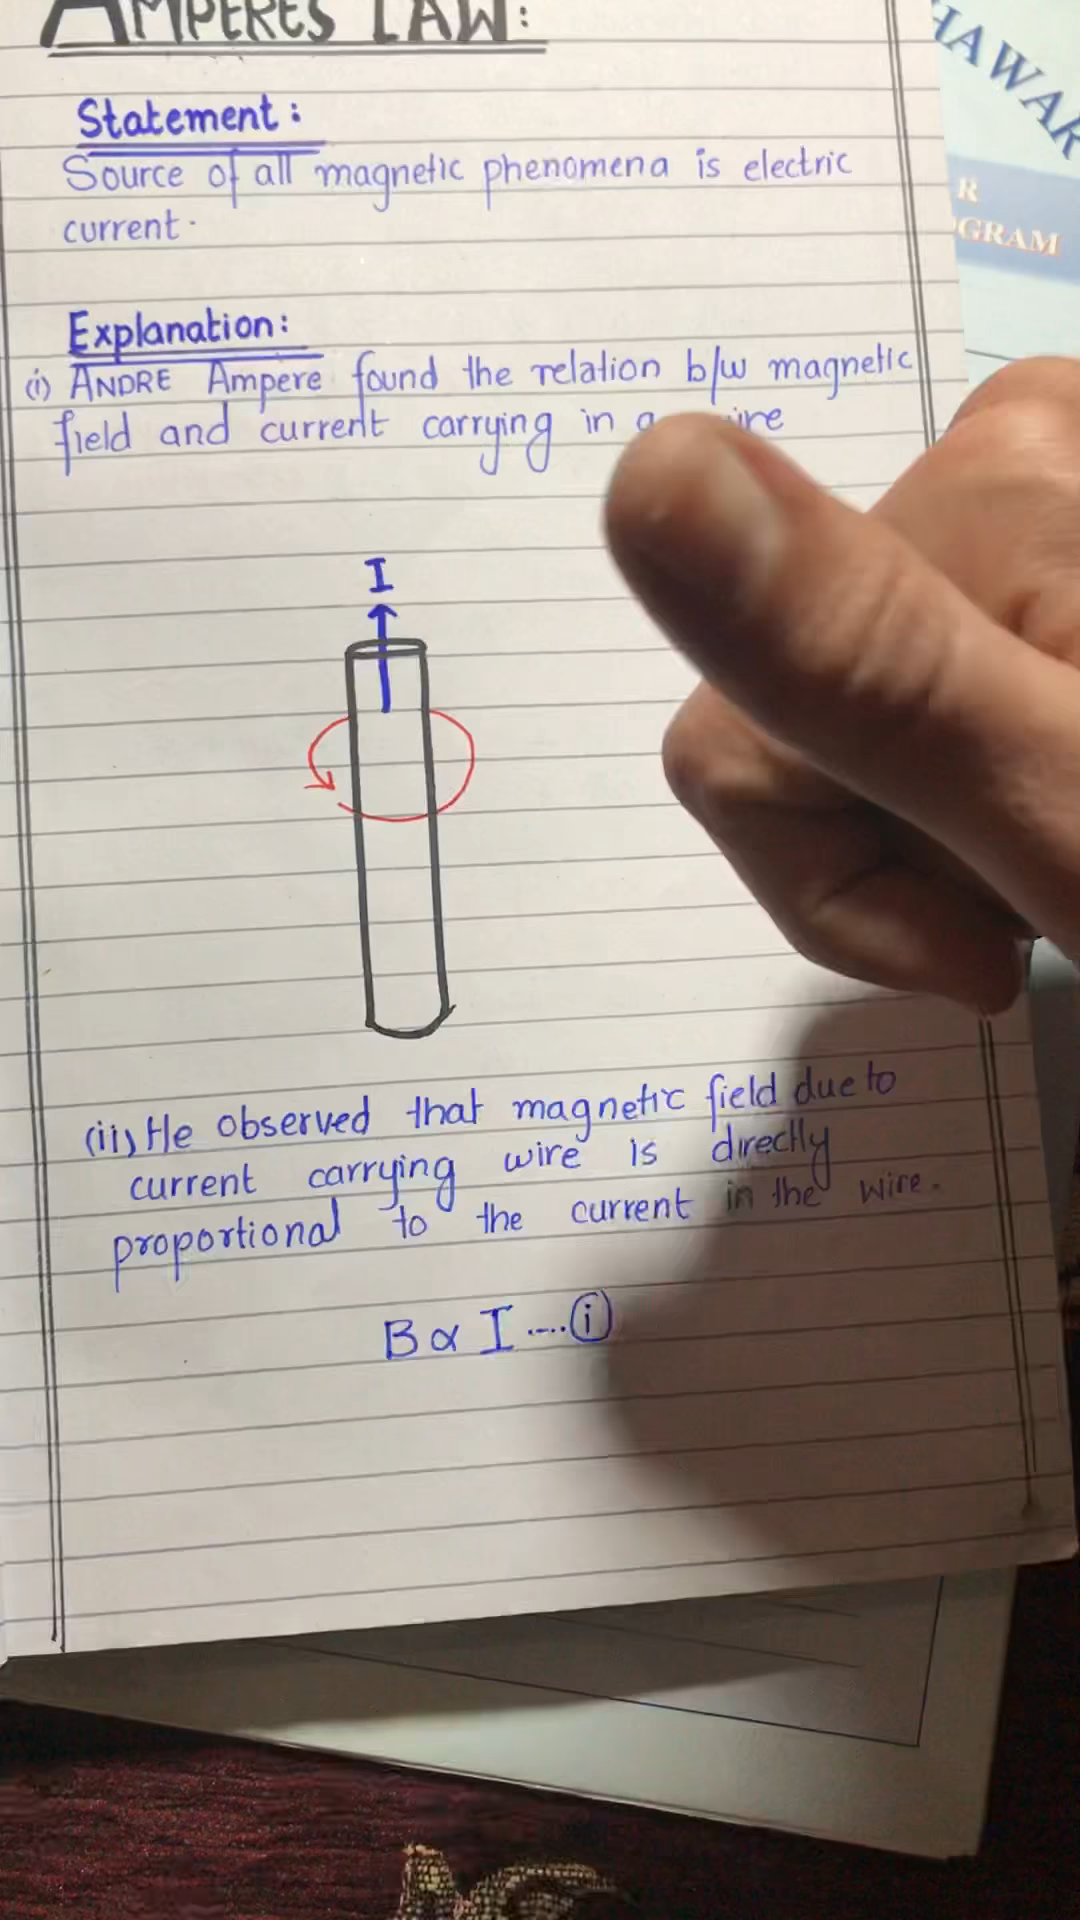 AMPERES LAW:
Statement:
Source of all magnetic phenomena is electric
current.
Explanation:
(i) ANDRE Ampere found the relation b/w magnetic
field and current carrying in a
I
(ii) He observed that magnetic field due to
current carrying wire is directly
proportional to the current in the wire.
B α I ....(i)
HAWAR
R
OGRAM